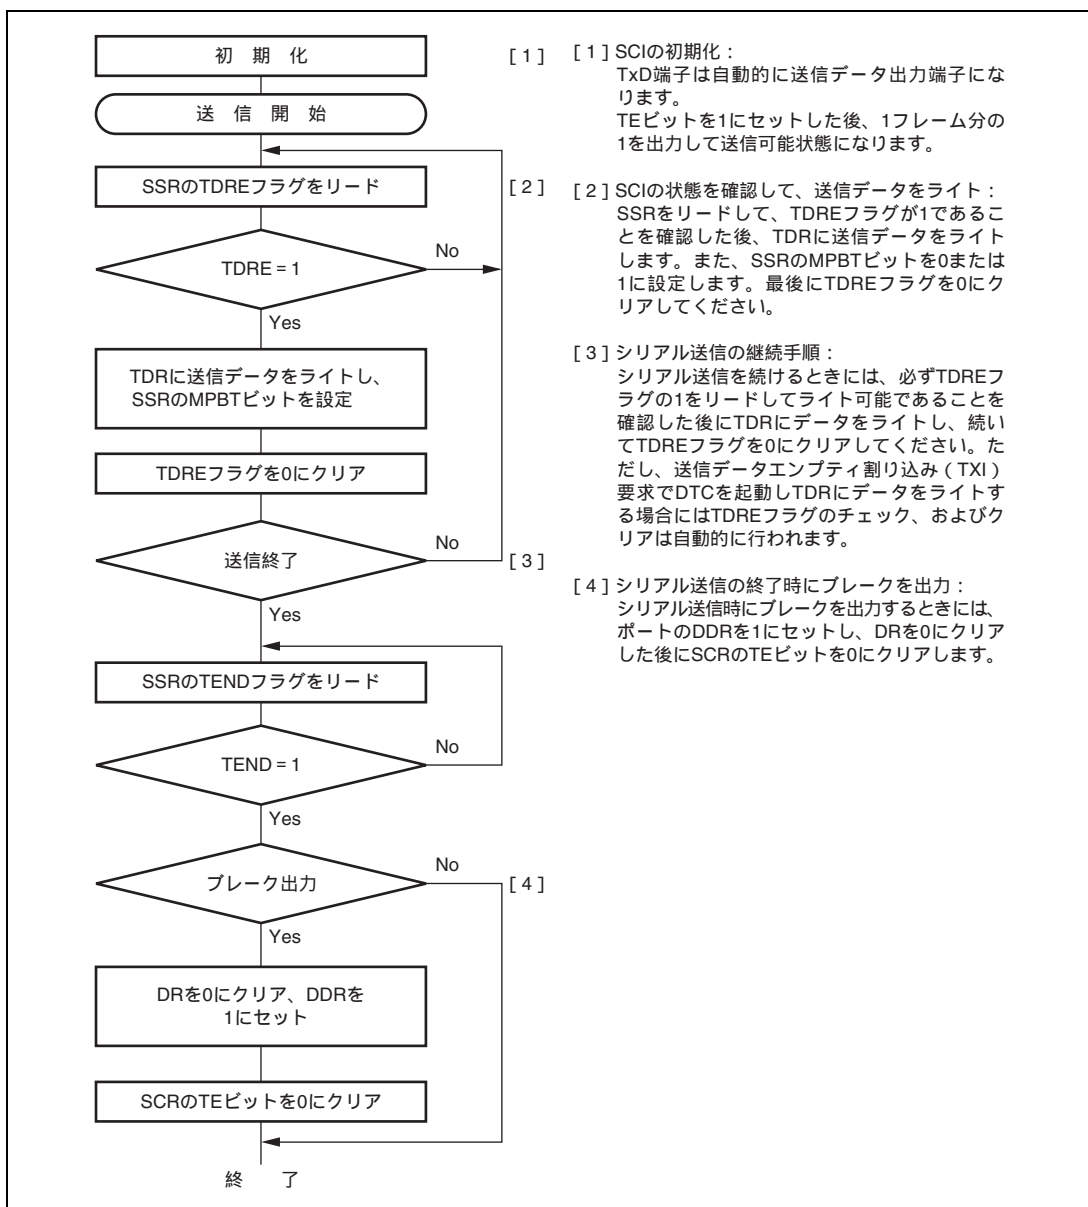 初 期 化
[ 1 ]
送 信 開 始
SSRのTDREフラグをリード
[ 2 ]
TDRE = 1
No
Yes
TDRに送信データをライトし、
SSRのMPBTビットを設定
TDREフラグを0にクリア
送信終了
No
[ 3 ]
Yes
SSRのTENDフラグをリード
TEND = 1
No
Yes
ブレーク出力
No
[ 4 ]
Yes
DRを0にクリア、DDRを
1にセット
SCRのTEビットを0にクリア
終 了
[ 1 ] SCIの初期化：
TxD端子は自動的に送信データ出力端子にな
ります。
TEビットを1にセットした後、1フレーム分の
1を出力して送信可能状態になります。
[ 2 ] SCIの状態を確認して、送信データをライト：
SSRをリードして、TDREフラグが1であるこ
とを確認した後、TDRに送信データをライト
します。また、SSRのMPBTビットを0または
1に設定します。最後にTDREフラグを0にク
リアしてください。
[ 3 ] シリアル送信の継続手順：
シリアル送信を続けるときには、必ずTDREフ
ラグの1をリードしてライト可能であることを
確認した後にTDRにデータをライトし、続い
てTDREフラグを0にクリアしてください。た
だし、送信データエンプティ割り込み（TXI）
要求でDTCを起動しTDRにデータをライトす
る場合にはTDREフラグのチェック、およびク
リアは自動的に行われます。
[ 4 ] シリアル送信の終了時にブレークを出力：
シリアル送信時にブレークを出力するときには、
ポートのDDRを1にセットし、DRを0にクリア
した後にSCRのTEビットを0にクリアします。